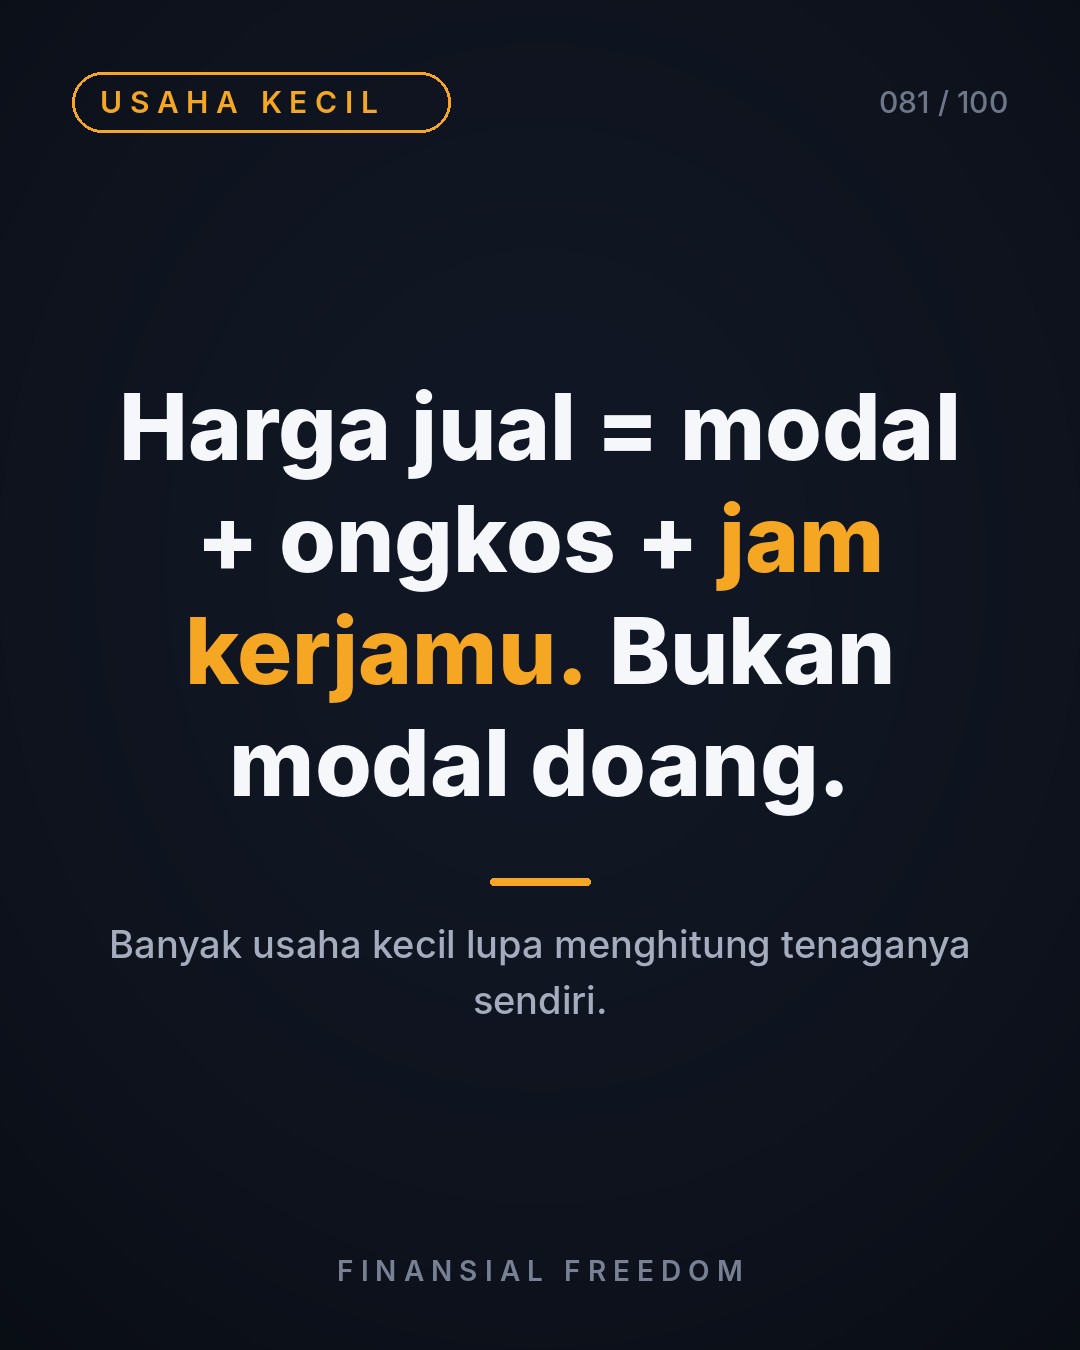 USAHA KECIL
081 / 100
Harga jual = modal
+ ongkos + jam
kerjamu. Bukan
modal doang.
Banyak usaha kecil lupa menghitung tenaganya
sendiri.
FINANSIAL FREEDOM